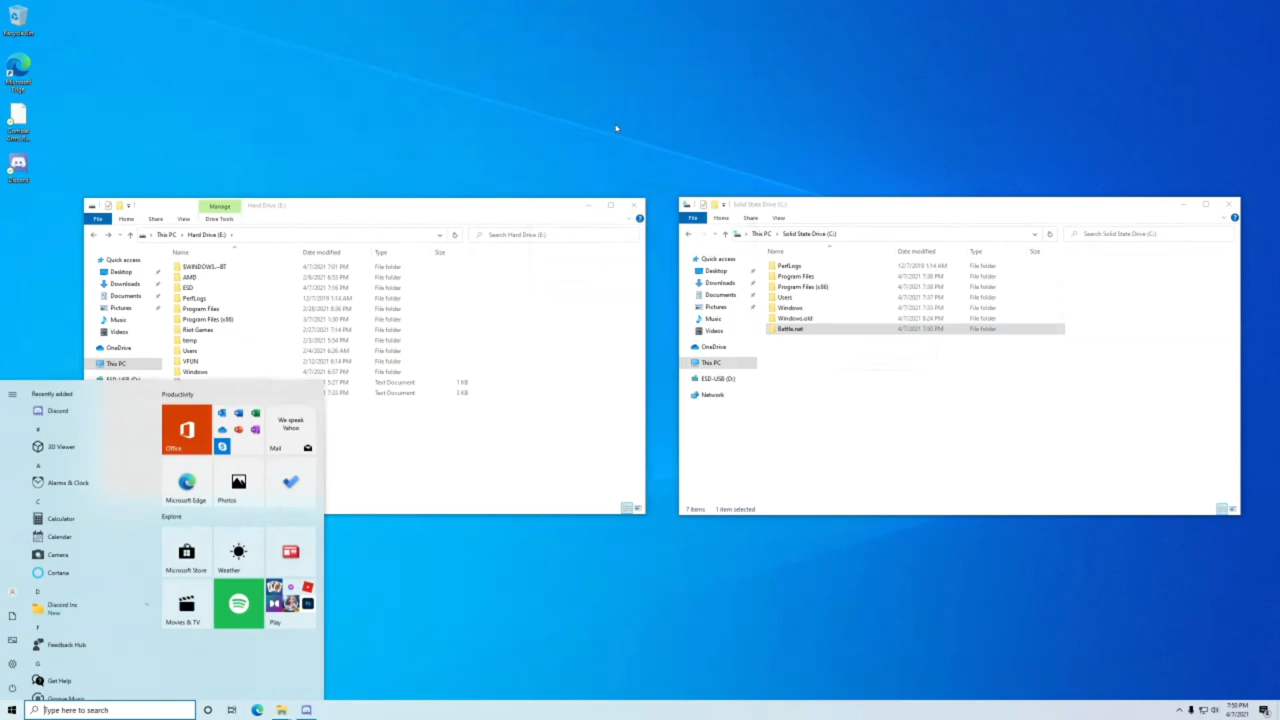 Microsoft
Edge
Discord
Manage
Hard Drive (E:)
File
Home
Share
View
Drive Tools
This PC
Hard Drive (E:)
Search Hard Drive (E:)
Name
Date modified
Type
Size
Quick access
Desktop
Downloads
Documents
Pictures
Music
Videos
OneDrive
This PC
ESD-USB (D:)
$WINDOWS.~BT
4/7/2021 7:01 PM
File folder
AMD
2/8/2021 6:53 PM
File folder
ESD
4/7/2021 7:16 PM
File folder
PerfLogs
12/7/2019 1:14 AM
File folder
Program Files
2/28/2021 8:36 PM
File folder
Program Files (x86)
3/7/2021 1:30 PM
File folder
Riot Games
2/27/2021 7:14 PM
File folder
temp
2/3/2021 5:54 PM
File folder
Users
2/4/2021 6:26 AM
File folder
VFUN
2/12/2021 6:14 PM
File folder
Windows
4/7/2021 6:37 PM
File folder
5:27 PM
Text Document
1 KB
7:33 PM
Text Document
3 KB
Solid State Drive (C:)
File
Home
Share
View
This PC
Solid State Drive (C:)
Search Solid State Drive (C:)
Name
Date modified
Type
Size
Quick access
Desktop
Downloads
Documents
Pictures
Music
Videos
OneDrive
This PC
ESD-USB (D:)
Network
PerfLogs
12/7/2019 1:14 AM
File folder
Program Files
4/7/2021 7:38 PM
File folder
Program Files (x86)
4/7/2021 7:38 PM
File folder
Users
4/7/2021 7:37 PM
File folder
Windows
4/7/2021 7:35 PM
File folder
Windows.old
4/7/2021 8:24 PM
File folder
Battle.net
4/7/2021 7:50 PM
File folder
7 items
1 item selected
Recently added
Discord
#
3D Viewer
A
Alarms & Clock
C
Calculator
Calendar
Camera
Cortana
D
Discord Inc
New
F
Feedback Hub
G
Get Help
Groove Music
Productivity
Office
We speak
Yahoo
Mail
Microsoft Edge
Photos
Explore
Microsoft Store
Weather
Movies & TV
Play
Type here to search
7:50 PM
4/7/2021